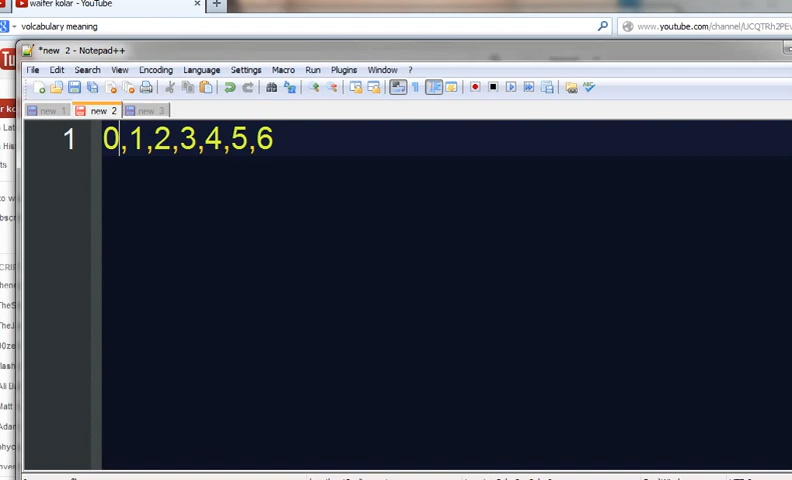 waifer kolar - YouTube
volcabulary meaning
www.youtube.com/channel/UCQTRh2PEv
*new 2 - Notepad++
File Edit Search View Encoding Language Settings Macro Run Plugins Window ?
new 1 new 2 new 3
1 0,1,2,3,4,5,6